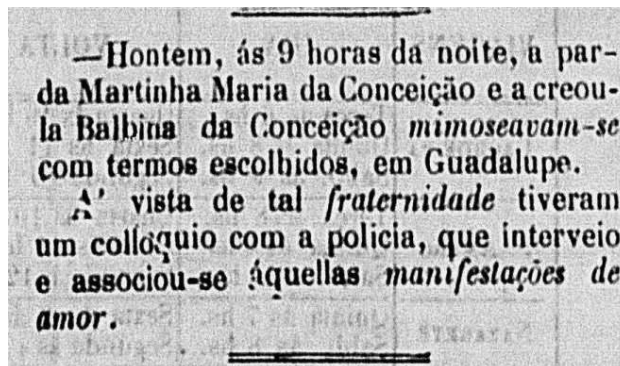 —Hontem, ás 9 horas da noite, a par-
da Martinha Maria da Conceição e a creou-
la Balbina da Conceição mimoseavam-se
com termos escolhidos, em Guadalupe.
A' vista de tal fraternidade tiveram
um colloquio com a policia, que interveio
e associou-se áquellas manifestações de
amor.